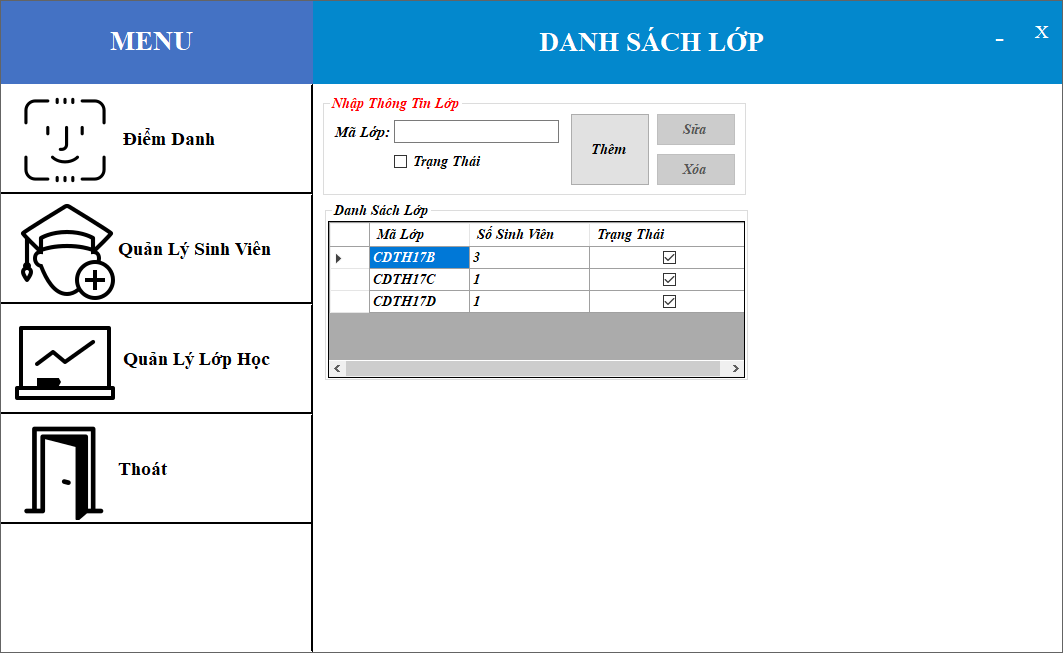 MENU
DANH SÁCH LỚP
-
X
Điểm Danh
Quản Lý Sinh Viên
Quản Lý Lớp Học
Thoát
Nhập Thông Tin Lớp
Mã Lớp:
Trạng Thái
Thêm
Sữa
Xóa
Danh Sách Lớp
Mã Lớp Số Sinh Viên Trạng Thái
CDTH17B 3
CDTH17C 1
CDTH17D 1